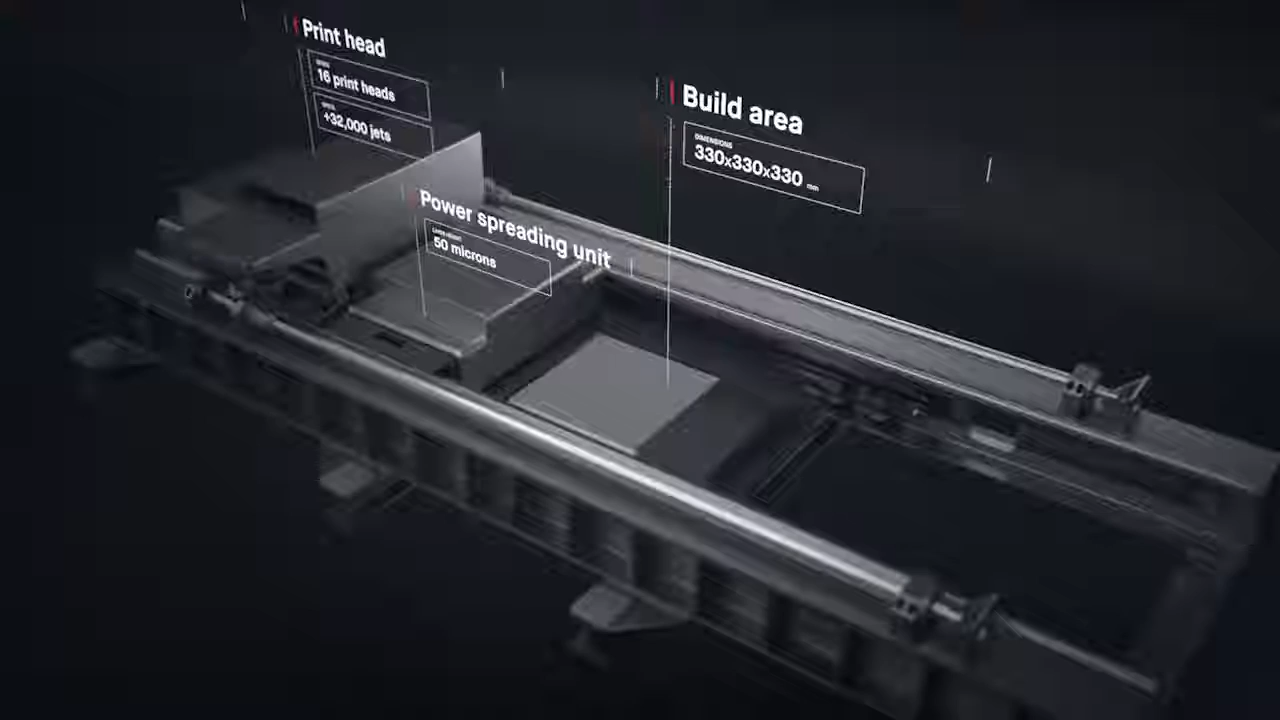 Print head
16 print heads
+32,000 jets
Build area
DIMENSIONS
330x330x330 mm
Power spreading unit
50 microns